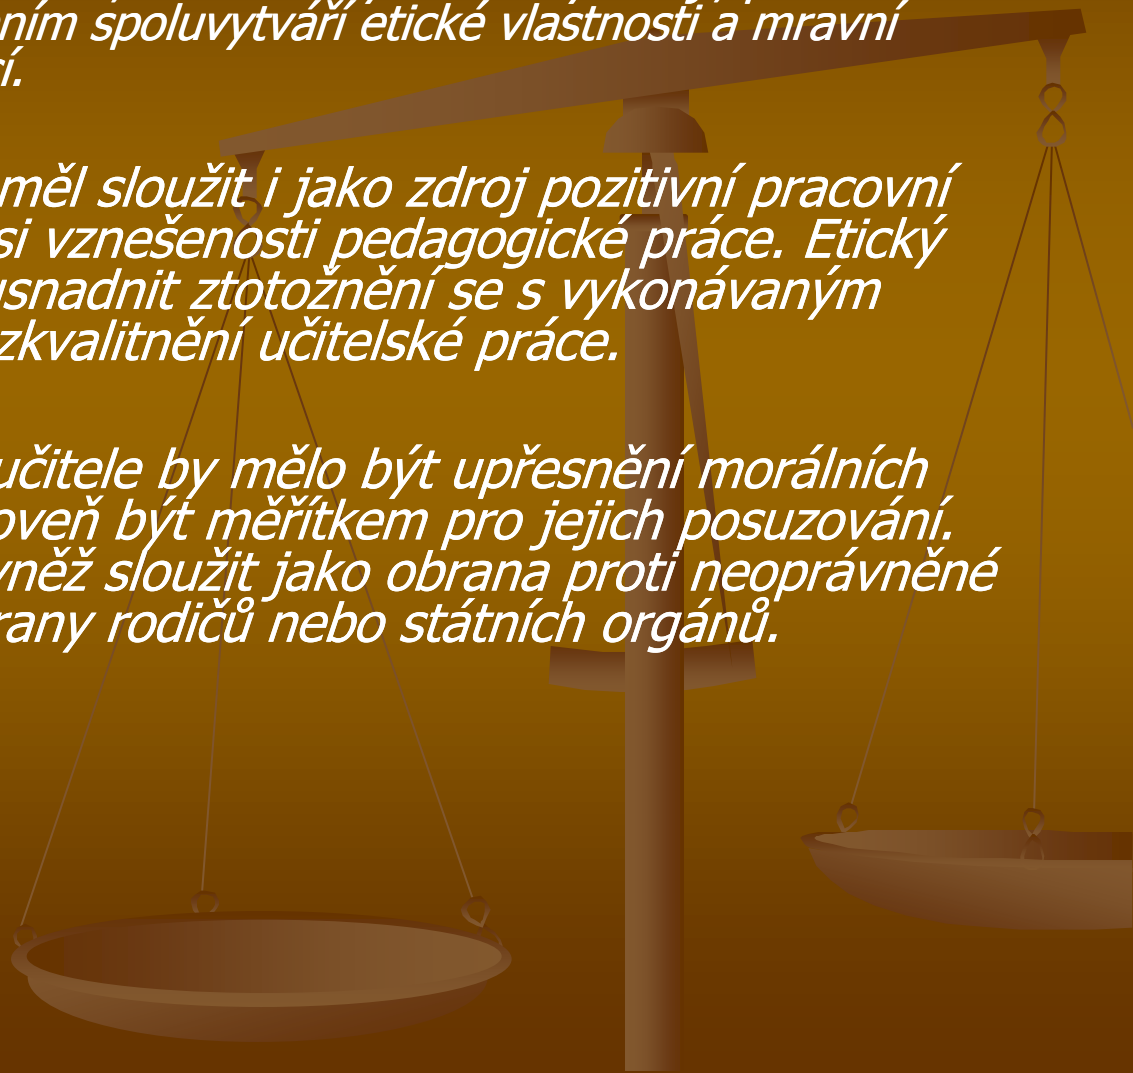 ním spoluvytváří etické vlastnosti a mravní
í.
měl sloužit i jako zdroj pozitivní pracovní
si vznešenosti pedagogické práce. Etický
usnadnit ztotožnění se s vykonávaným
zkvalitnění učitelské práce.
učitele by mělo být upřesnění morálních
oveň být měřítkem pro jejich posuzování.
vněž sloužit jako obrana proti neoprávněné
rany rodičů nebo státních orgánů.